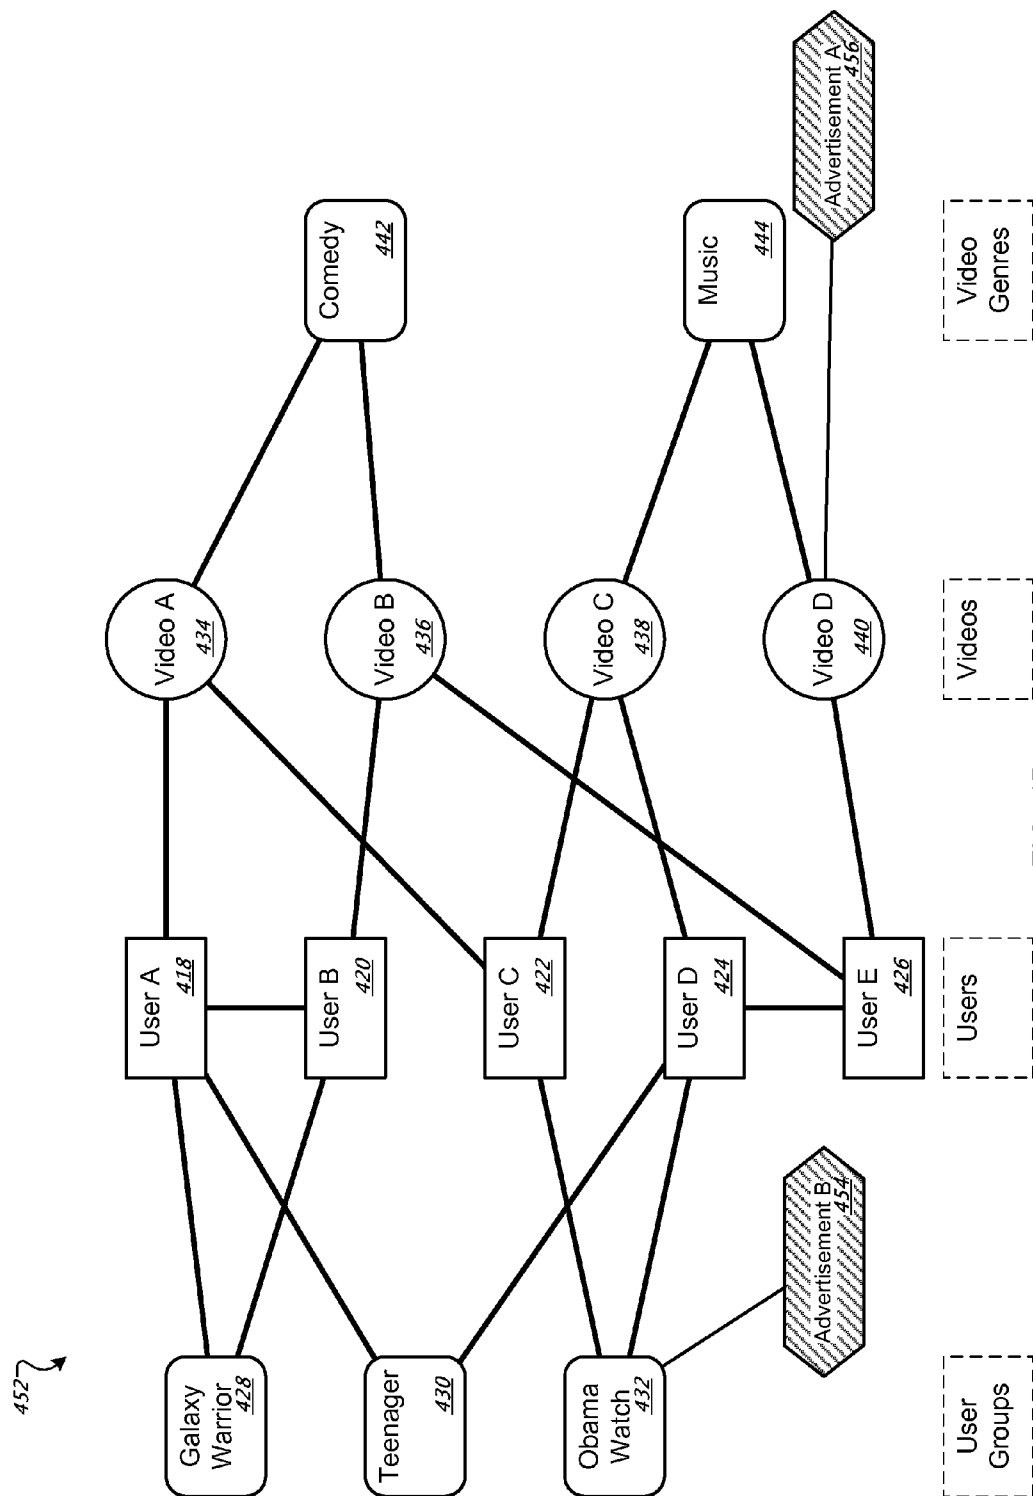 452
Galaxy
Warrior
428
Teenager
430
Obama
Watch
432
Advertisement B
454
User
Groups
User A
418
User B
420
User C
422
User D
424
User E
426
Users
Video A
434
Video B
436
Video C
438
Video D
440
Videos
Comedy
442
Music
444
Advertisement A
456
Video
Genres